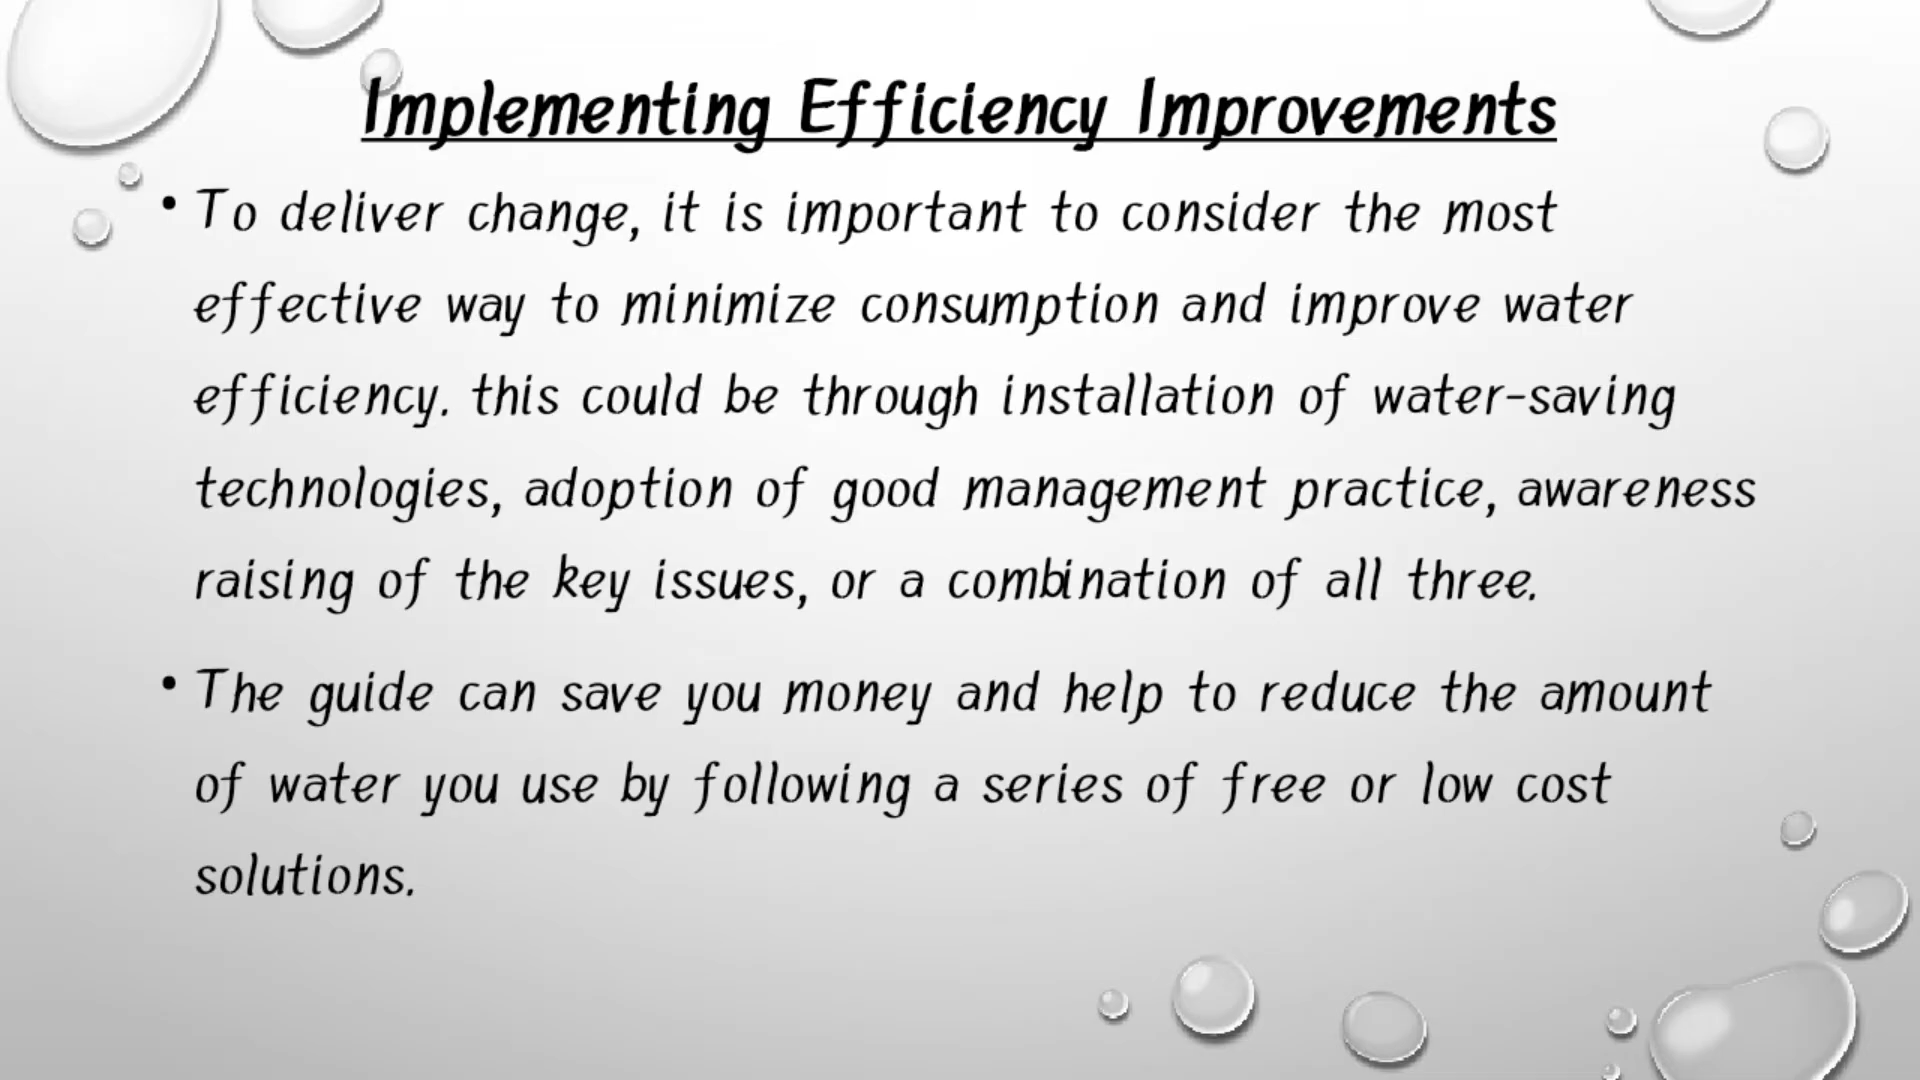 Implementing Efficiency Improvements
• To deliver change, it is important to consider the most
effective way to minimize consumption and improve water
efficiency. this could be through installation of water-saving
technologies, adoption of good management practice, awareness
raising of the key issues, or a combination of all three.
• The guide can save you money and help to reduce the amount
of water you use by following a series of free or low cost
solutions.